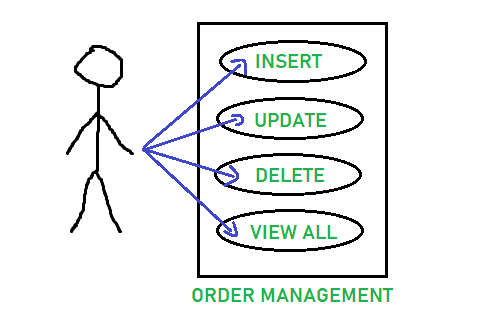 INSERT
UPDATE
DELETE
VIEW ALL
ORDER MANAGEMENT